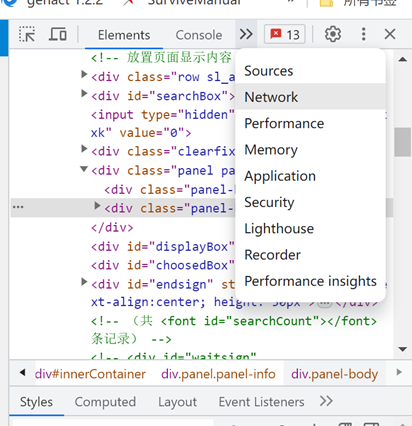 genact 1.2.2
SurviveManual
所有书签
Elements Console 13
Sources
Network
Performance
Memory
Application
Security
Lighthouse
Recorder
Performance insights
<!-- 放置页面显示内容
<div class="row sl_a
<div id="searchBox">
<input type="hidden"
xk" value="0">
<div class="clearfix
<div class="panel pa
<div class="panel-
<div class="panel-
</div>
<div id="displayBox"
<div id="choosedBox"
<div id="endsign" st
ext-align:center; height: 30px
<!-- （共 <font id="searchCount"></font>
条记录） -->
<!-- <div id="waitsign"
div#innerContainer div.panel.panel-info div.panel-body
Styles Computed Layout Event Listeners